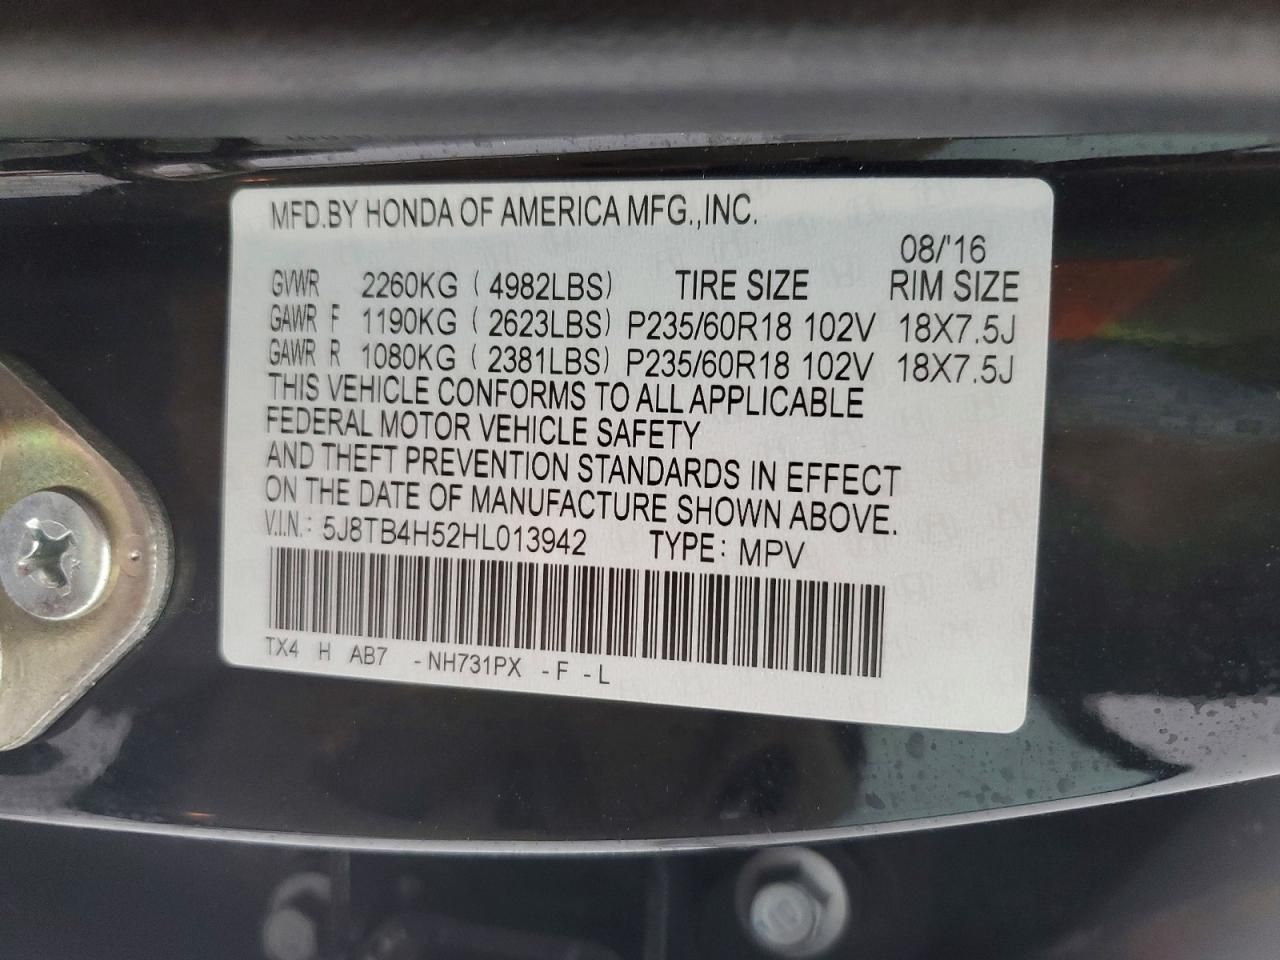 MFD.BY HONDA OF AMERICA MFG.,INC.
08/'16
GVWR 2260KG ( 4982LBS) TIRE SIZE RIM SIZE
GAWR F 1190KG ( 2623LBS) P235/60R18 102V 18X7.5J
GAWR R 1080KG ( 2381LBS) P235/60R18 102V 18X7.5J
THIS VEHICLE CONFORMS TO ALL APPLICABLE
FEDERAL MOTOR VEHICLE SAFETY
AND THEFT PREVENTION STANDARDS IN EFFECT
ON THE DATE OF MANUFACTURE SHOWN ABOVE.
V.I.N.: 5J8TB4H52HL013942 TYPE: MPV
TX4 H AB7 -NH731PX -F -L